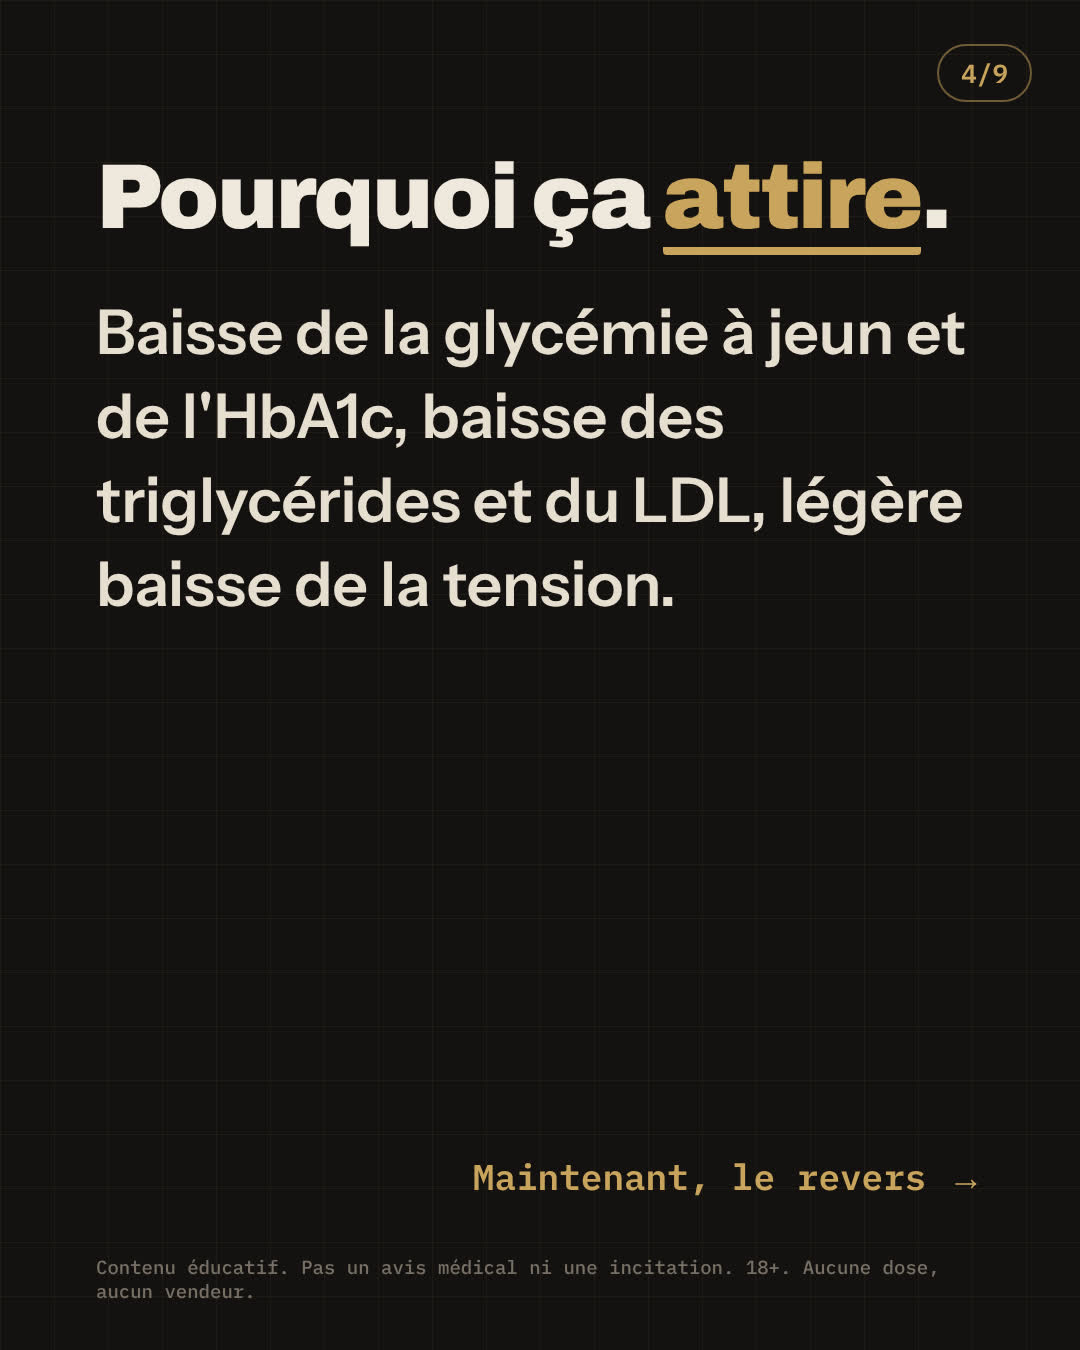 4/9
Pourquoi ça attire.
Baisse de la glycémie à jeun et
de l'HbA1c, baisse des
triglycérides et du LDL, légère
baisse de la tension.
Maintenant, le revers →
Contenu éducatif. Pas un avis médical ni une incitation. 18+. Aucune dose,
aucun vendeur.